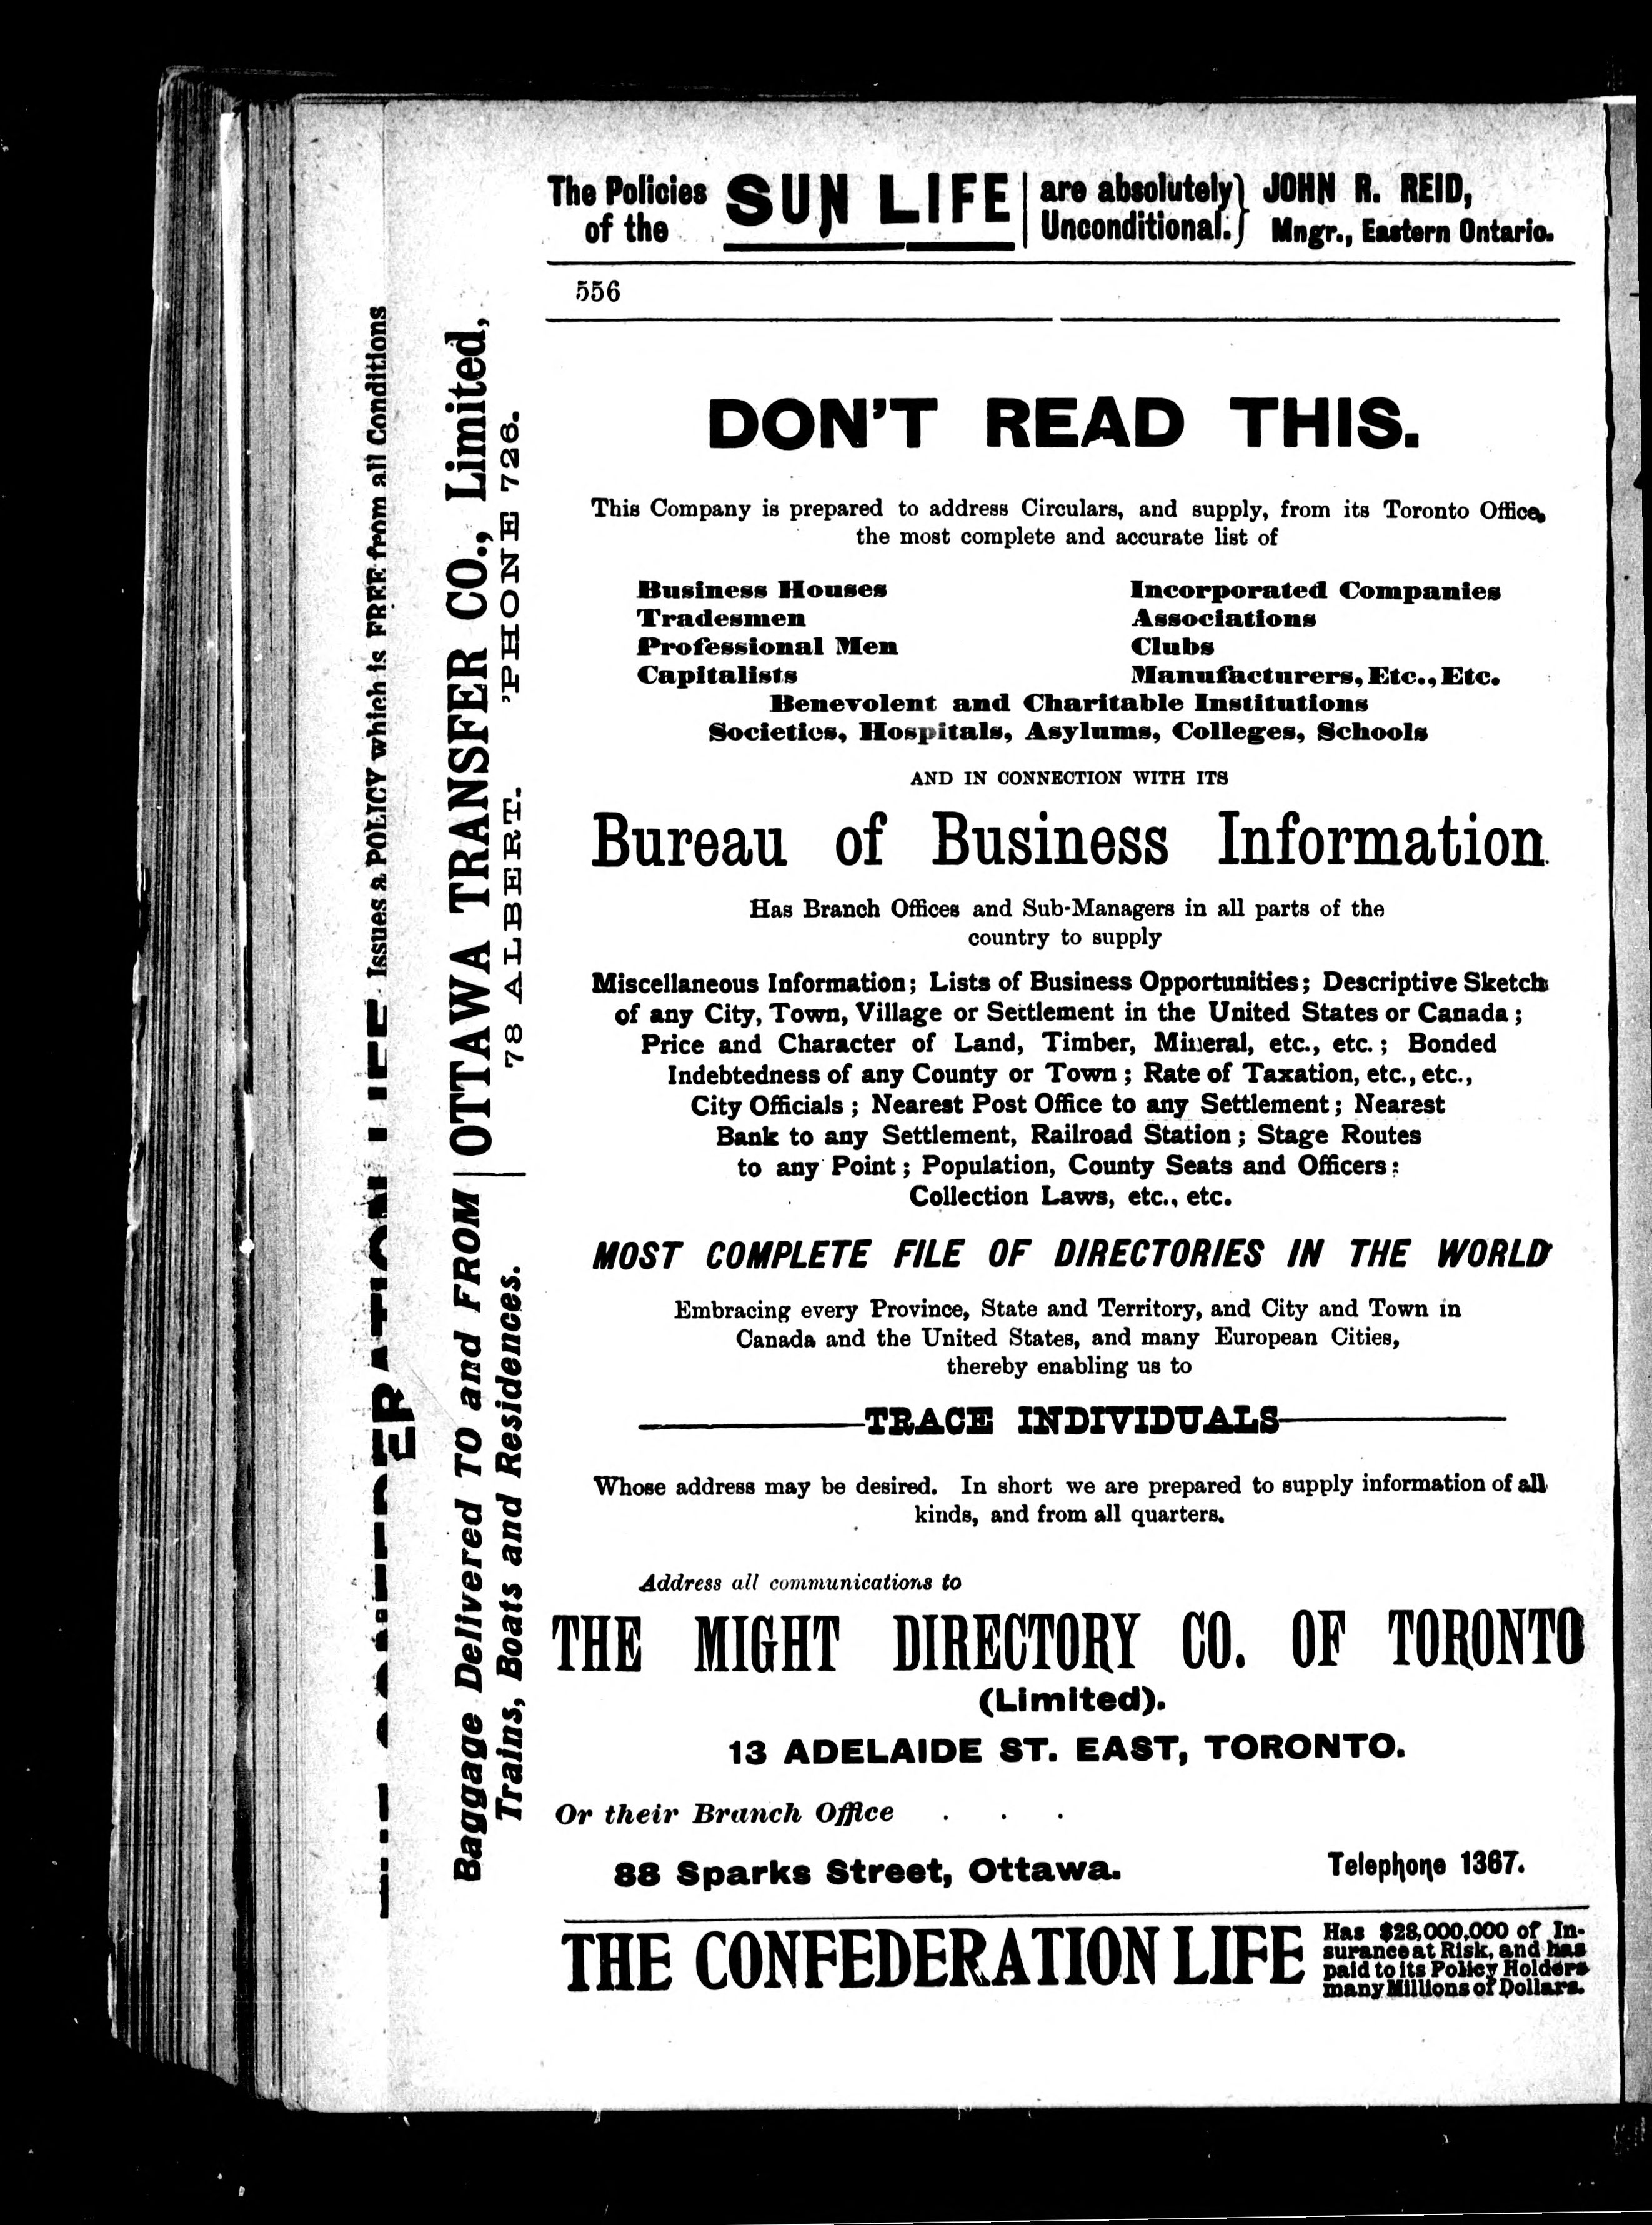 The Policies of the SUN LIFE are absolutely Unconditional. } JOHN R. REID, Mngr., Eastern Ontario.
556
DON'T READ THIS.
This Company is prepared to address Circulars, and supply, from its Toronto Office,
the most complete and accurate list of
Business Houses
Tradesmen
Professional Men
Capitalists
Incorporated Companies
Associations
Clubs
Manufacturers, Etc., Etc.
Benevolent and Charitable Institutions
Societies, Hospitals, Asylums, Colleges, Schools
AND IN CONNECTION WITH ITS
Bureau of Business Information.
Has Branch Offices and Sub-Managers in all parts of the
country to supply
Miscellaneous Information; Lists of Business Opportunities; Descriptive Sketch
of any City, Town, Village or Settlement in the United States or Canada;
Price and Character of Land, Timber, Mineral, etc., etc.; Bonded
Indebtedness of any County or Town; Rate of Taxation, etc., etc.,
City Officials; Nearest Post Office to any Settlement; Nearest
Bank to any Settlement, Railroad Station; Stage Routes
to any Point; Population, County Seats and Officers;
Collection Laws, etc., etc.
MOST COMPLETE FILE OF DIRECTORIES IN THE WORLD
Embracing every Province, State and Territory, and City and Town in
Canada and the United States, and many European Cities,
thereby enabling us to
TRACE INDIVIDUALS
Whose address may be desired. In short we are prepared to supply information of all
kinds, and from all quarters.
Address all communications to
THE MIGHT DIRECTORY CO. OF TORONTO
(Limited).
13 ADELAIDE ST. EAST, TORONTO.
Or their Branch Office . . .
88 Sparks Street, Ottawa. Telephone 1367.
THE CONFEDERATION LIFE
Has $28,000,000 of In-
surance at Risk, and has
paid to its Policy Holders
many Millions of Dollars.
Issues a POLICY which is FREE from all Conditions
Baggage Delivered TO and FROM
Trains, Boats and Residences.
OTTAWA TRANSFER CO., Limited,
78 ALBERT. 'PHONE 726.